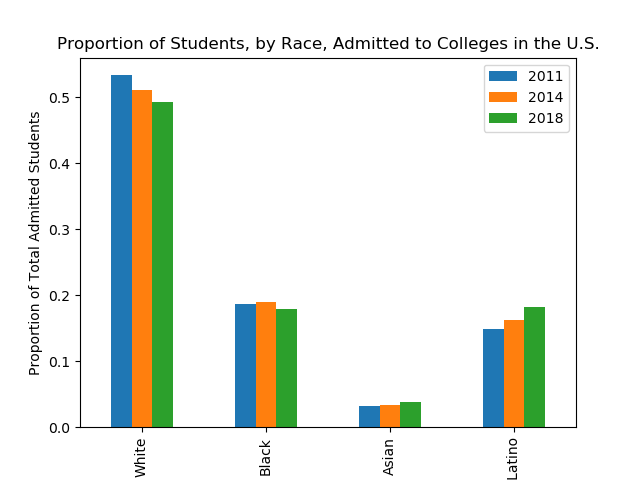 Proportion of Students, by Race, Admitted to Colleges in the U.S.
2011
2014
2018
Proportion of Total Admitted Students
0.5
0.4
0.3
0.2
0.1
0.0
White
Black
Asian
Latino